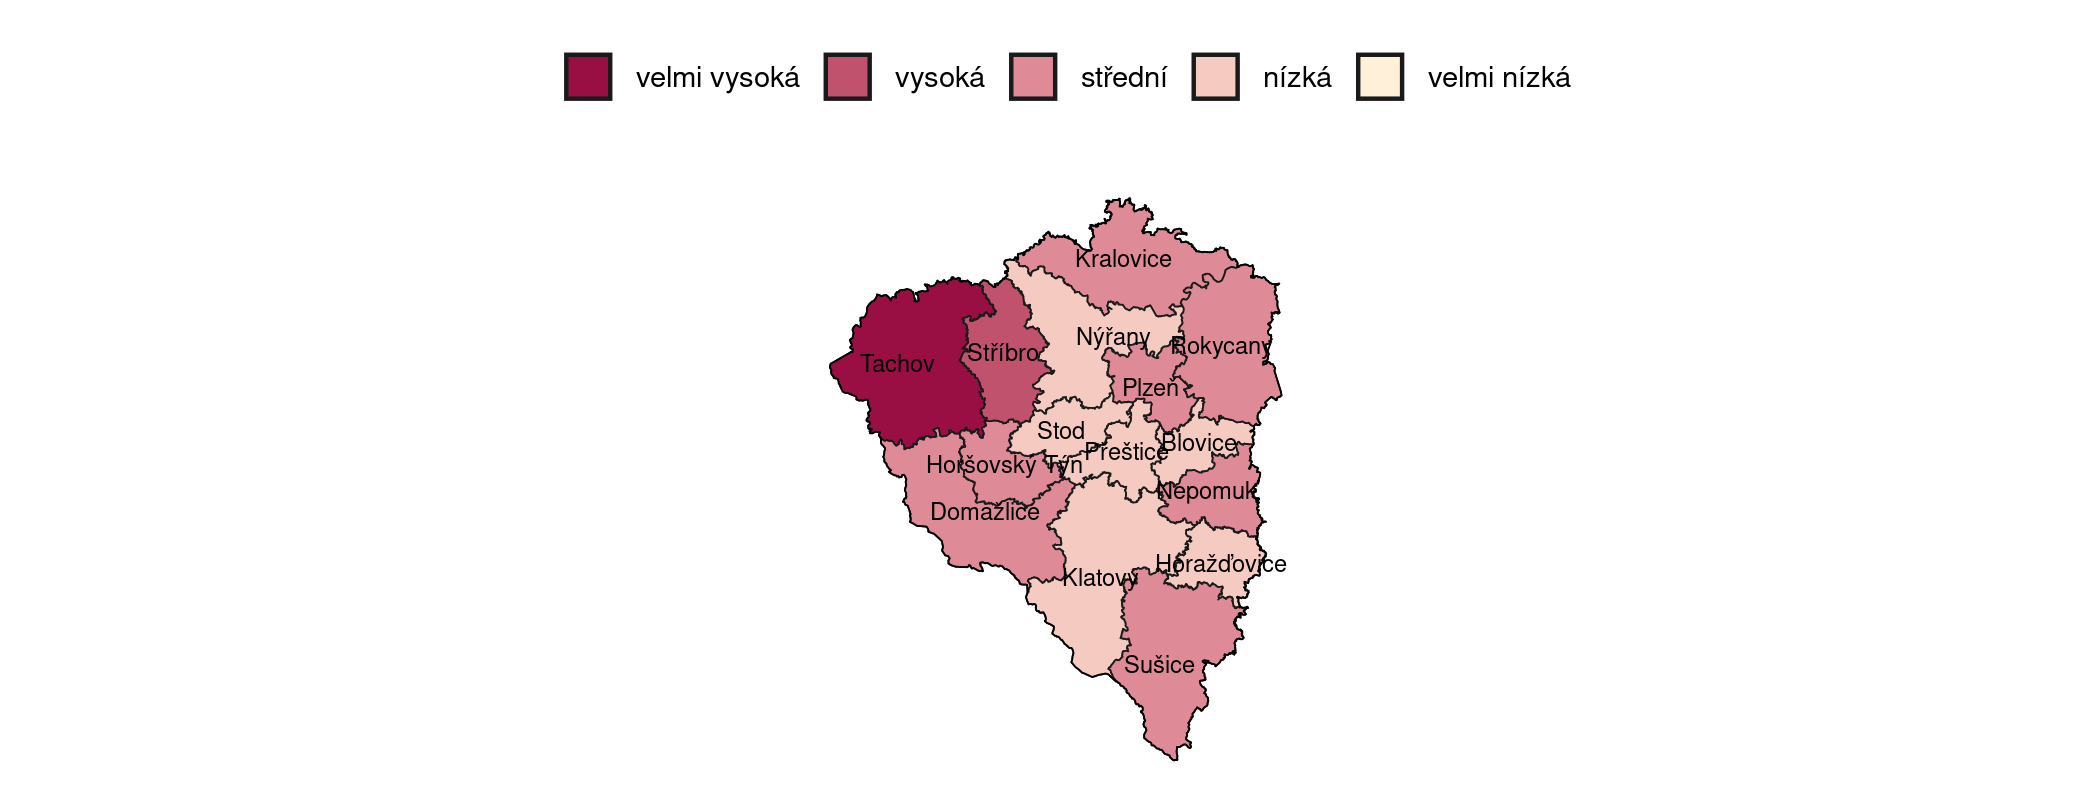 velmi vysoká vysoká střední nízká velmi nízká
Kralovice
Nýřany
Rokycany
Stříbro
Tachov
Plzeň
Stod
Blovice
Přeštice
Horšovský Týn
Nepomuk
Domažlice
Horažďovice
Klatovy
Sušice